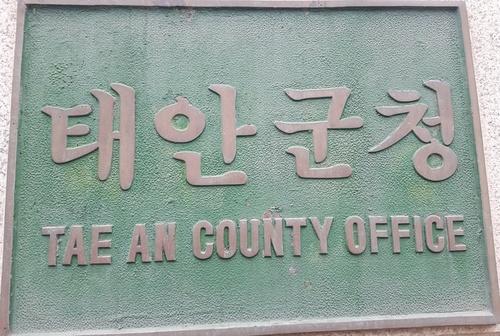 태안군청
TAE AN COUNTY OFFICE